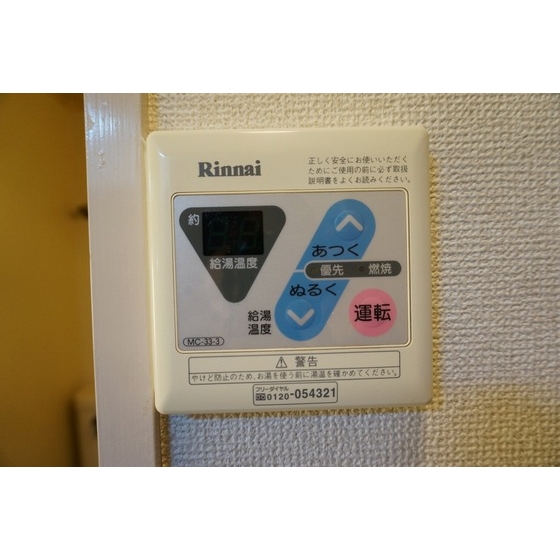 Rinnai
正しく安全にお使いいただく
ためにご使用の前に必ず取扱
説明書をよくお読みください。
約
給湯温度
あつく
優先 燃焼
ぬるく
給湯
温度
運転
MC-33-3
警告
やけど防止のため、お湯を使う前に湯温を確かめてください。
フリーダイヤル
0120-054321